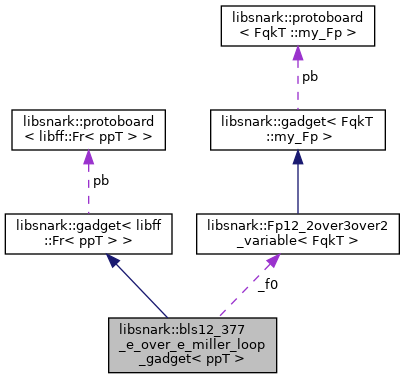 libsnark::protoboard
< FqkT ::my_Fp >
pb
libsnark::protoboard
< libff::Fr< ppT > >
libsnark::gadget< FqkT
::my_Fp >
pb
libsnark::gadget< libff
::Fr< ppT > >
libsnark::Fp12_2over3over2
_variable< FqkT >
_f0
libsnark::bls12_377
_e_over_e_miller_loop
_gadget< ppT >